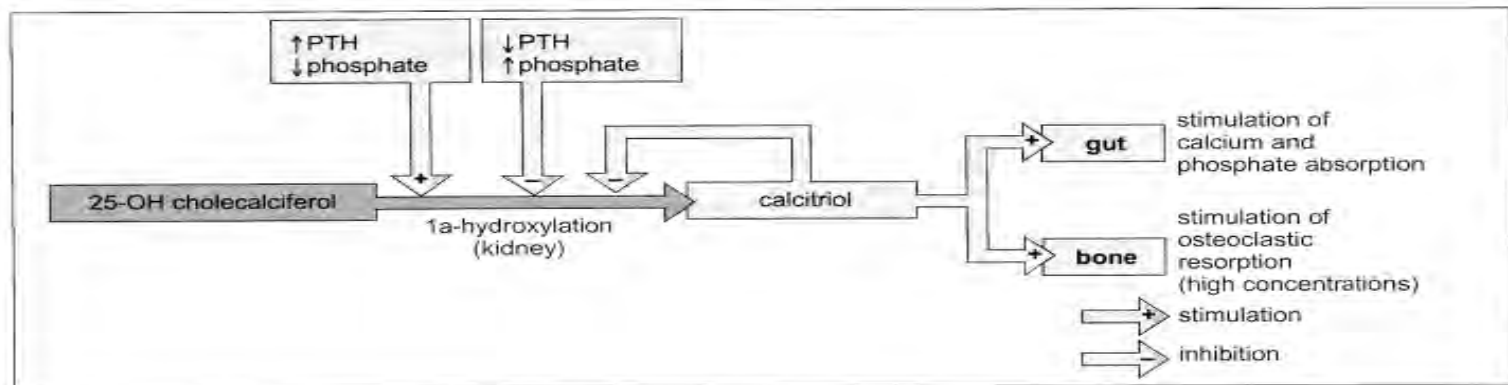 ↑PTH
↓phosphate
↓PTH
↑phosphate
25-OH cholecalciferol
+
−
−
1a-hydroxylation
(kidney)
calcitriol
+
gut
stimulation of
calcium and
phosphate absorption
+
bone
stimulation of
osteoclastic
resorption
(high concentrations)
+
stimulation
−
inhibition